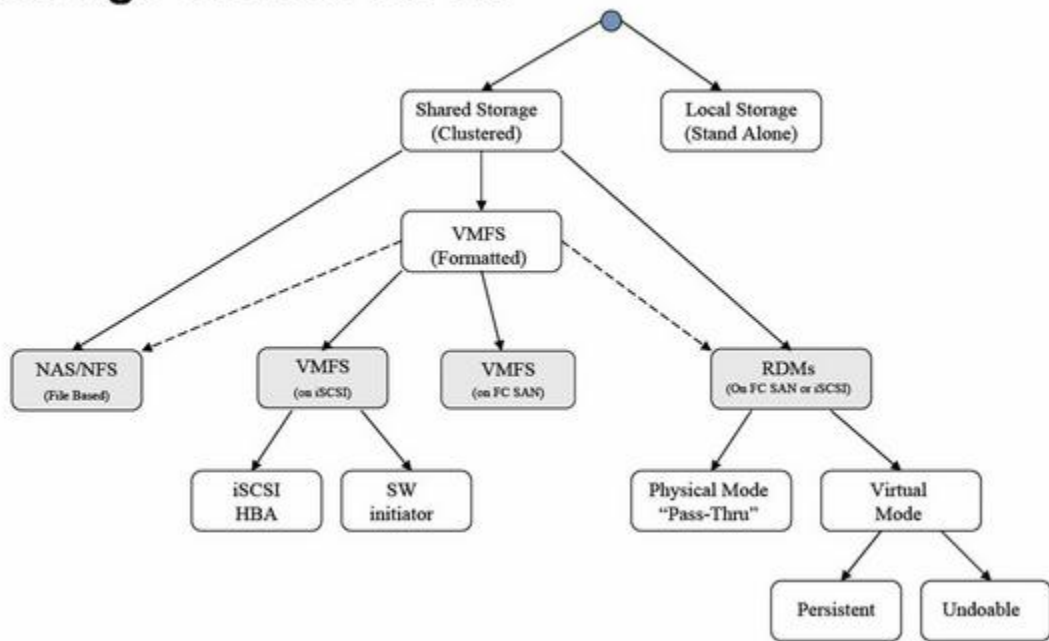 Shared Storage
(Clustered)
Local Storage
(Stand Alone)
VMFS
(Formatted)
NAS/NFS
(File Based)
VMFS
(on iSCSI)
VMFS
(on FC SAN)
RDMs
(On FC SAN or iSCSI)
iSCSI
HBA
SW
initiator
Physical Mode
“Pass-Thru”
Virtual
Mode
Persistent
Undoable